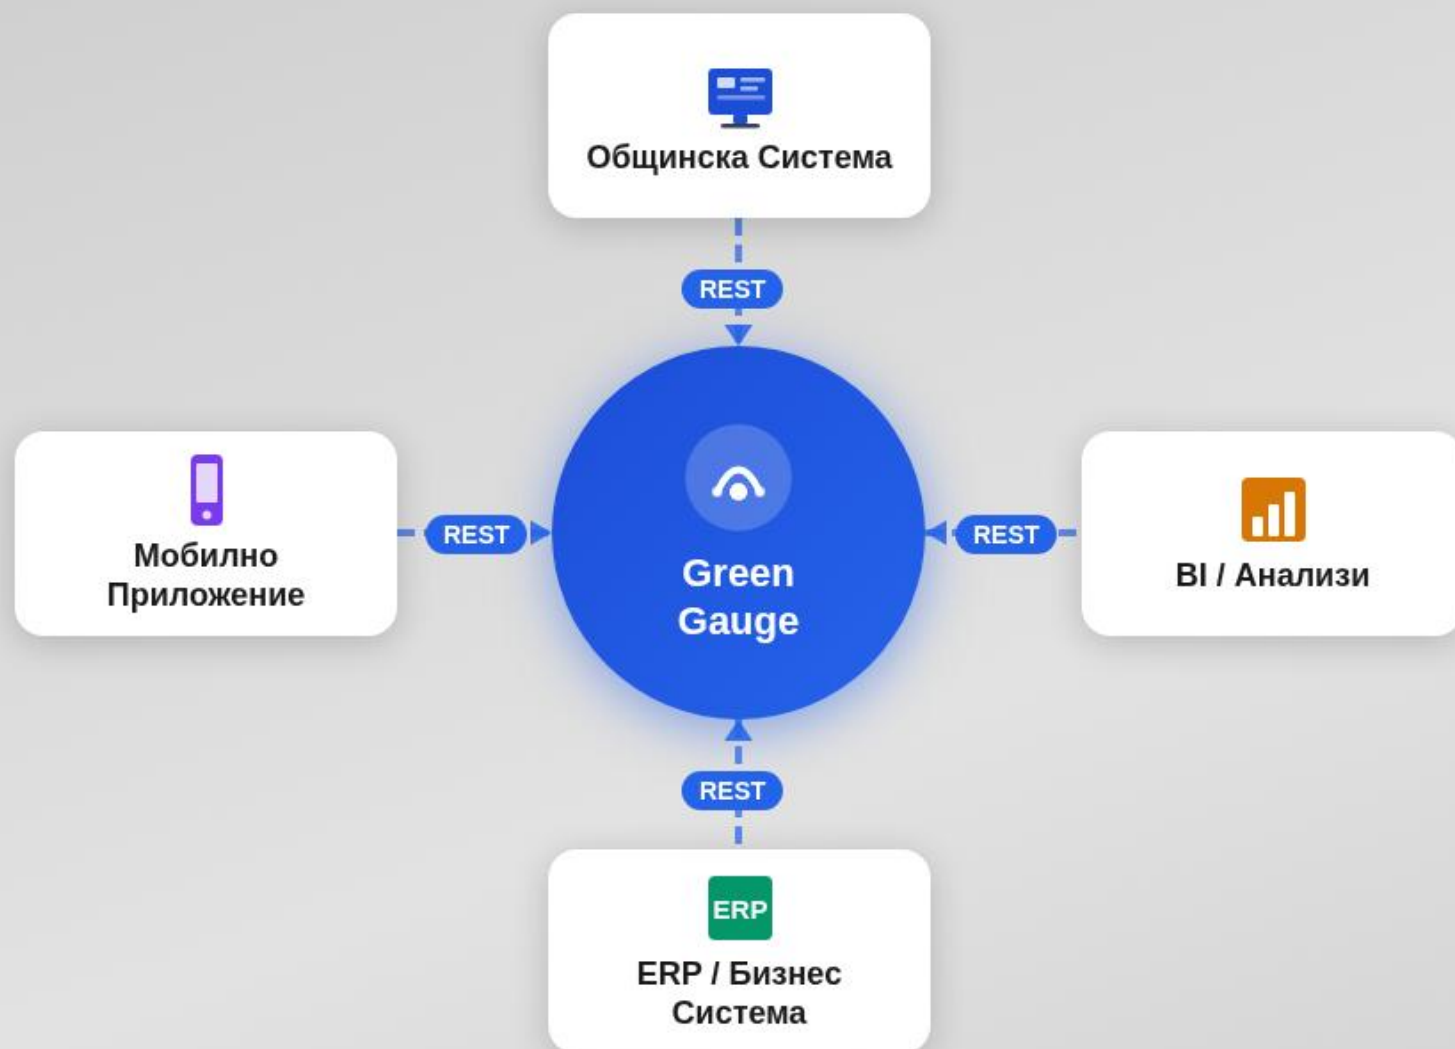 Общинска Система
REST
Мобилно
Приложение
REST
Green
Gauge
REST
BI / Анализи
REST
ERP
ERP / Бизнес
Система